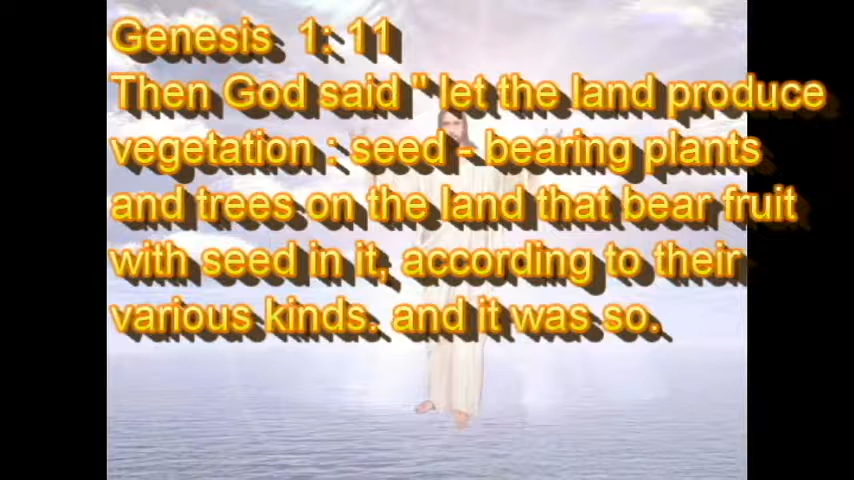 Genesis 1: 11
Then God said " let the land produce
vegetation : seed - bearing plants
and trees on the land that bear fruit
with seed in it, according to their
various kinds. and it was so.